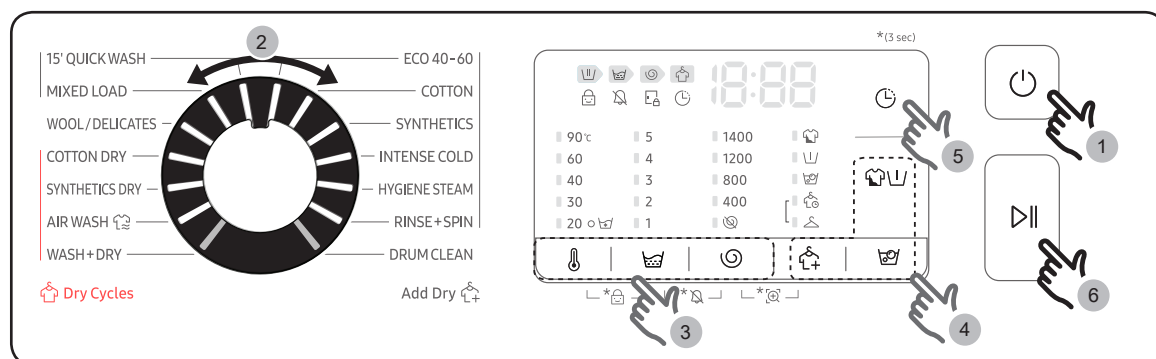 *(3 sec)
2
15' QUICK WASH
MIXED LOAD
WOOL/DELICATES
COTTON DRY
SYNTHETICS DRY
AIR WASH
WASH+DRY
Dry Cycles
ECO 40-60
COTTON
SYNTHETICS
INTENSE COLD
HYGIENE STEAM
RINSE+SPIN
DRUM CLEAN
Add Dry
18:88
90℃ 5 1400
60 4 1200
40 3 800
30 2 400
20 1
* * *
1
5
3
4
6